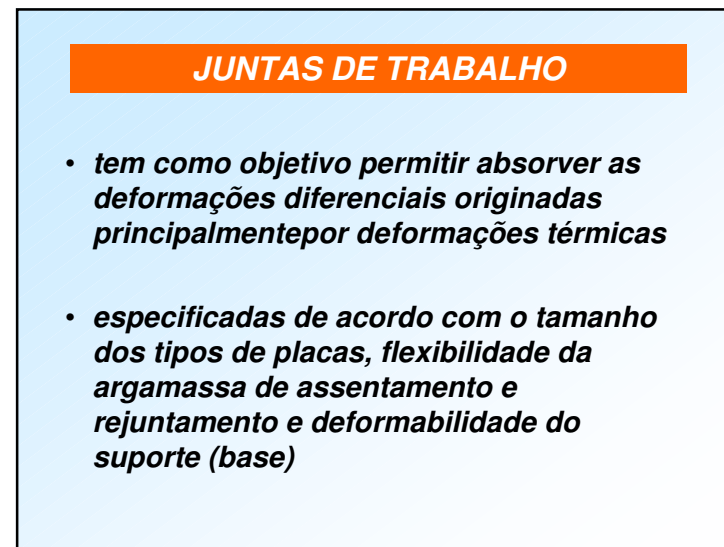 JUNTAS DE TRABALHO
• tem como objetivo permitir absorver as
deformações diferenciais originadas
principalmentepor deformações térmicas
• especificadas de acordo com o tamanho
dos tipos de placas, flexibilidade da
argamassa de assentamento e
rejuntamento e deformabilidade do
suporte (base)